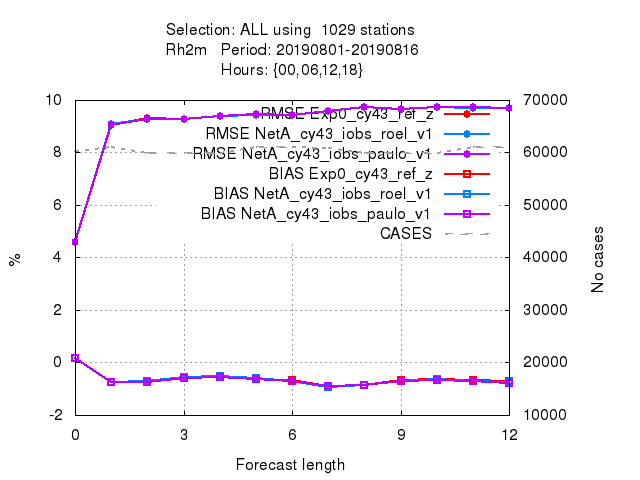 Selection: ALL using  1029 stations
Rh2m   Period: 20190801-20190816
Hours: {00,06,12,18}
10
8
6
4
2
0
-2
%
RMSE Exp0_cy43_ref_z
RMSE NetA_cy43_iobs_roel_v1
RMSE NetA_cy43_iobs_paulo_v1
BIAS Exp0_cy43_ref_z
BIAS NetA_cy43_iobs_roel_v1
BIAS NetA_cy43_iobs_paulo_v1
CASES
70000
60000
50000
40000
30000
20000
10000
No cases
0 3 6 9 12
Forecast length